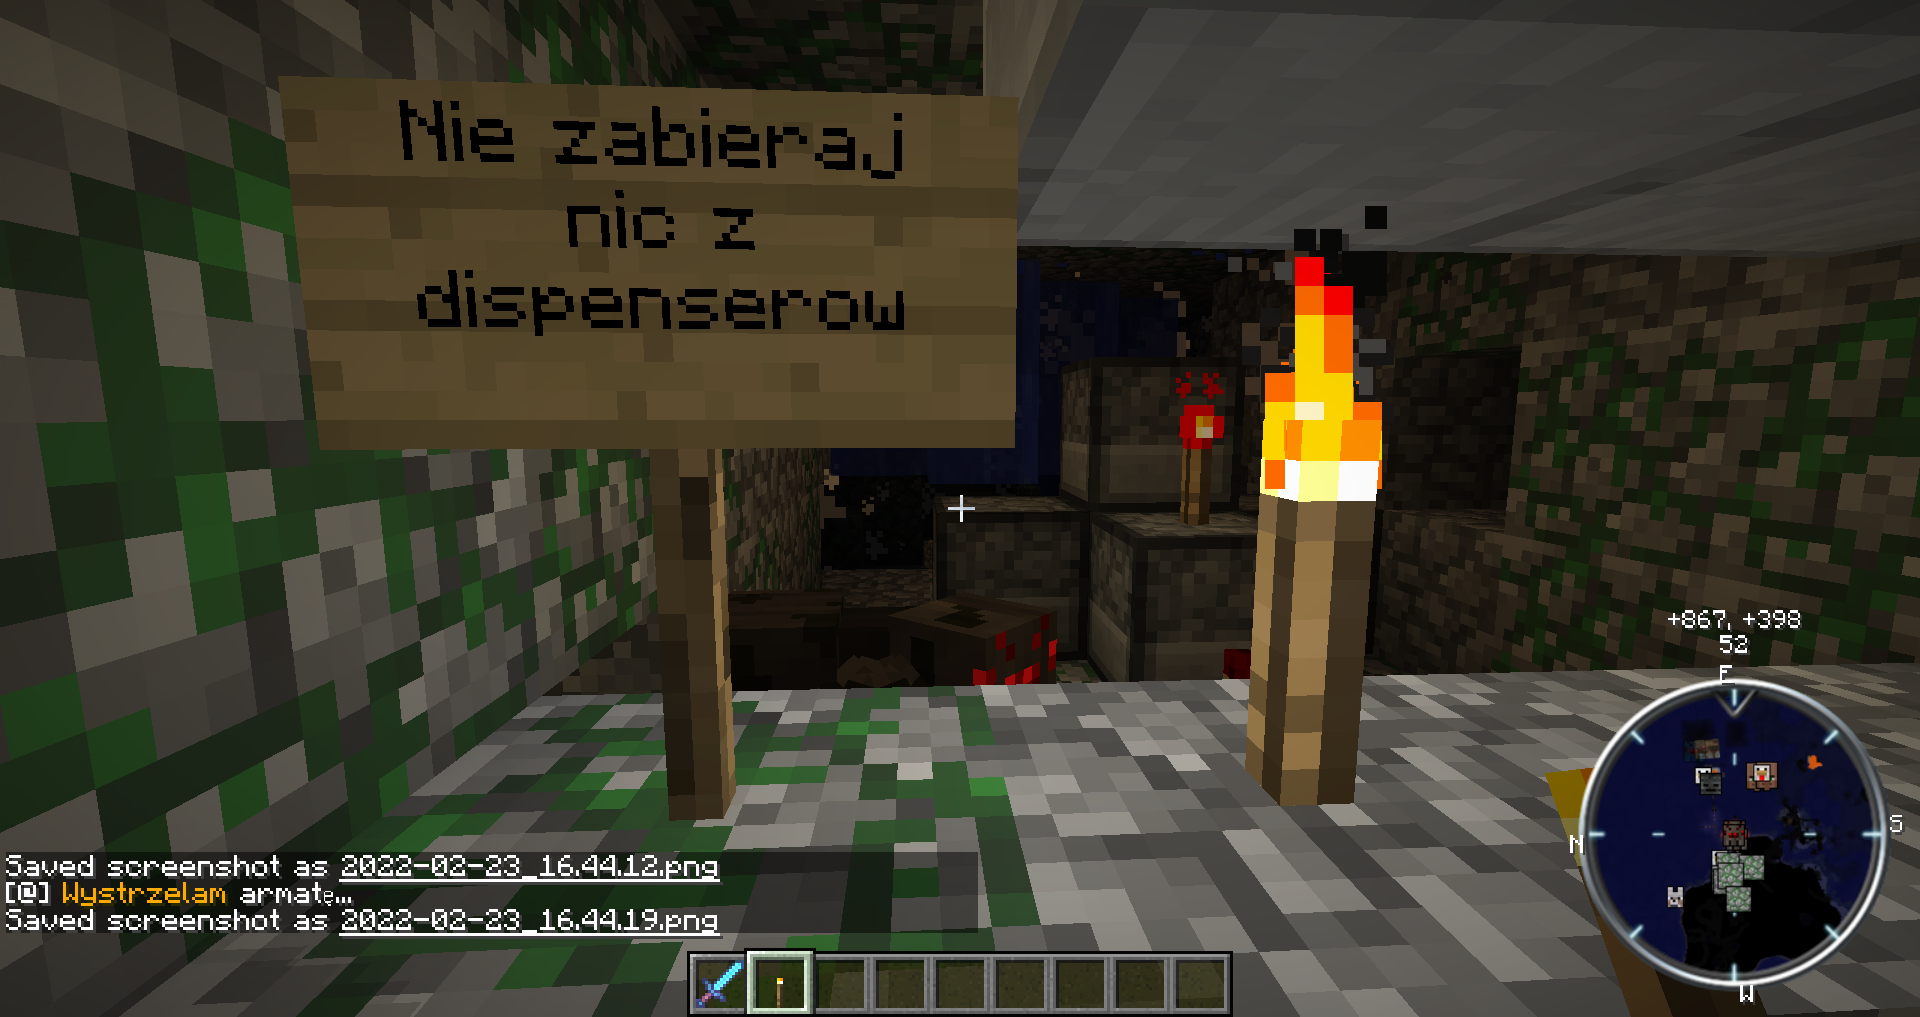 Nie zabieraj
nic z
dispenserow
+867, +398
52
E
N
S
W
Saved screenshot as 2022-02-23_16.44.12.png
[@] Wystrzelam armatę...
Saved screenshot as 2022-02-23_16.44.19.png